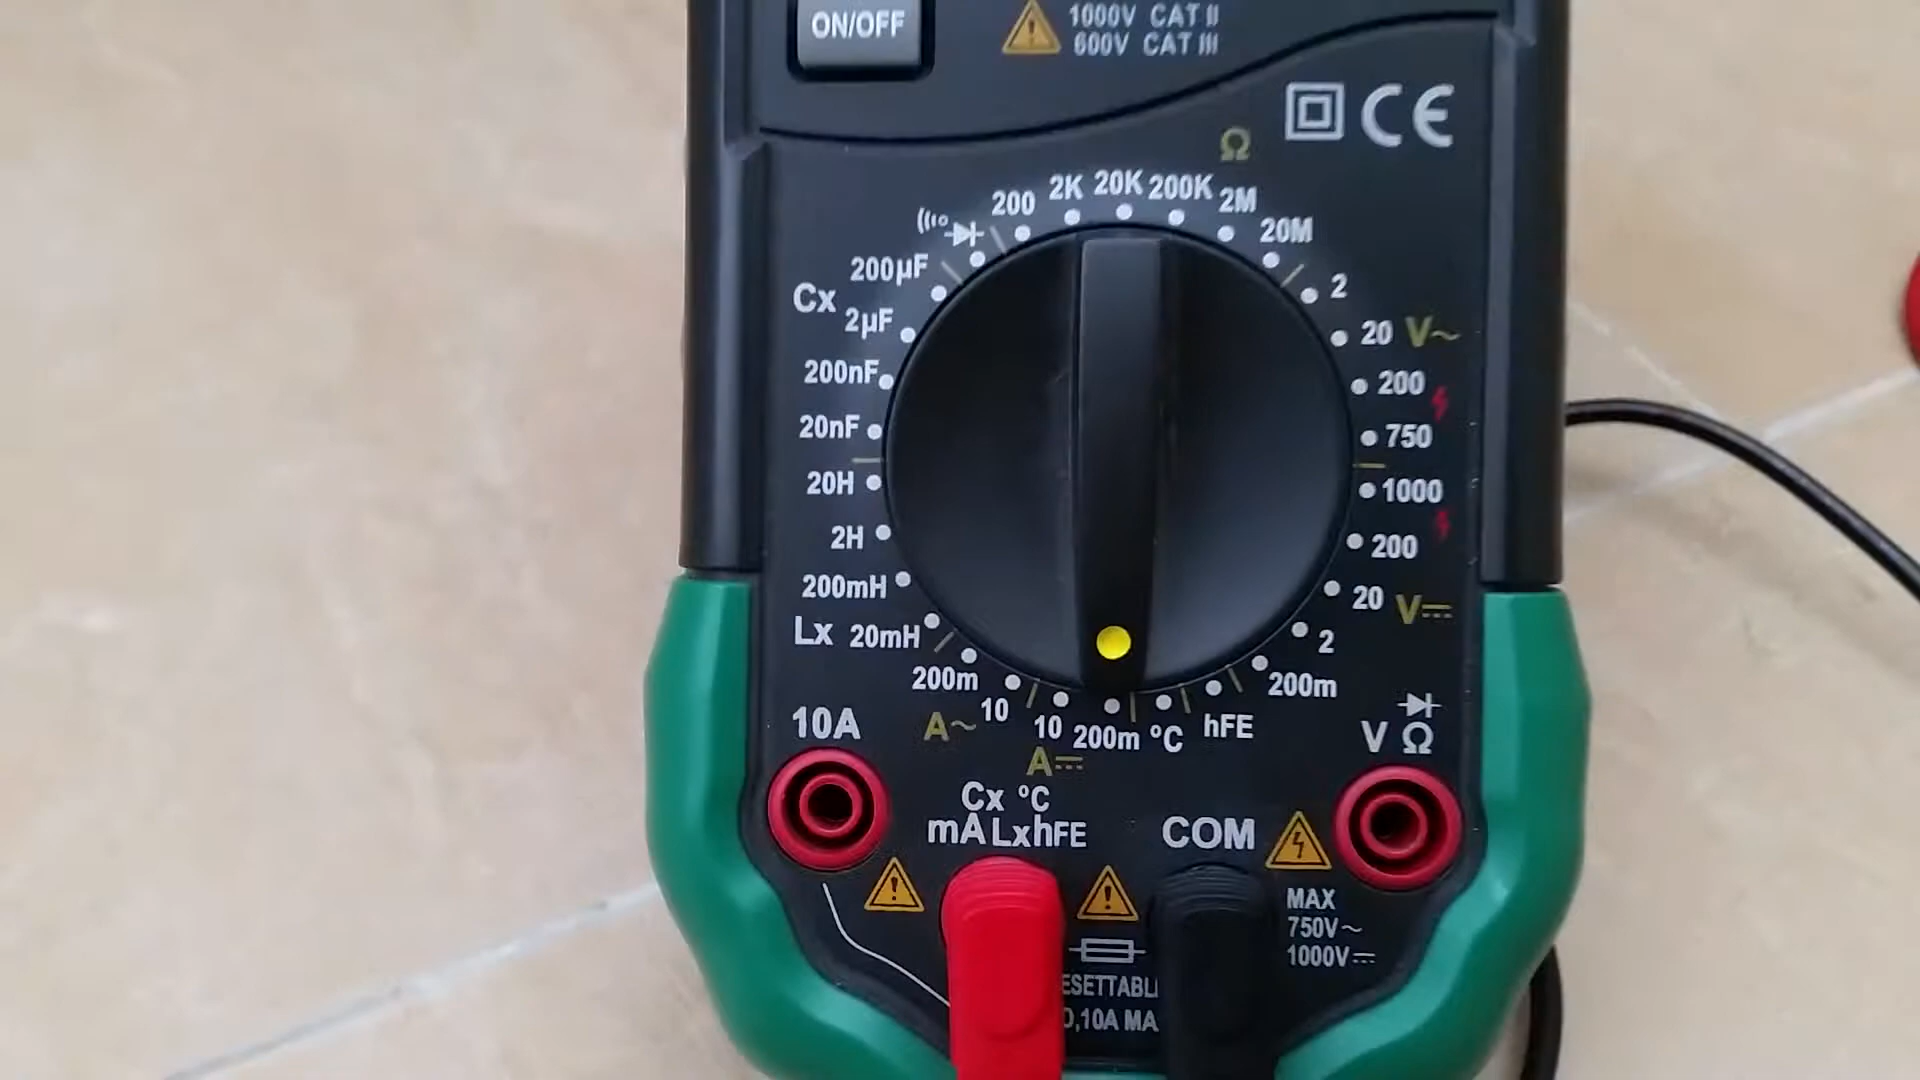 ON/OFF
1000V CAT II
600V CAT III
CE
Ω
200 2K 20K 200K 2M 20M
200µF
Cx
2µF
200nF
20nF
20H
2H
200mH
Lx 20mH
200m
10
A~
10 200m
A⎓
°C
hFE
2
20 V~
200
750
1000
200
20 V⎓
2
200m
10A
Cx °C
mA LxhFE
COM
V Ω
MAX
750V~
1000V⎓
10A